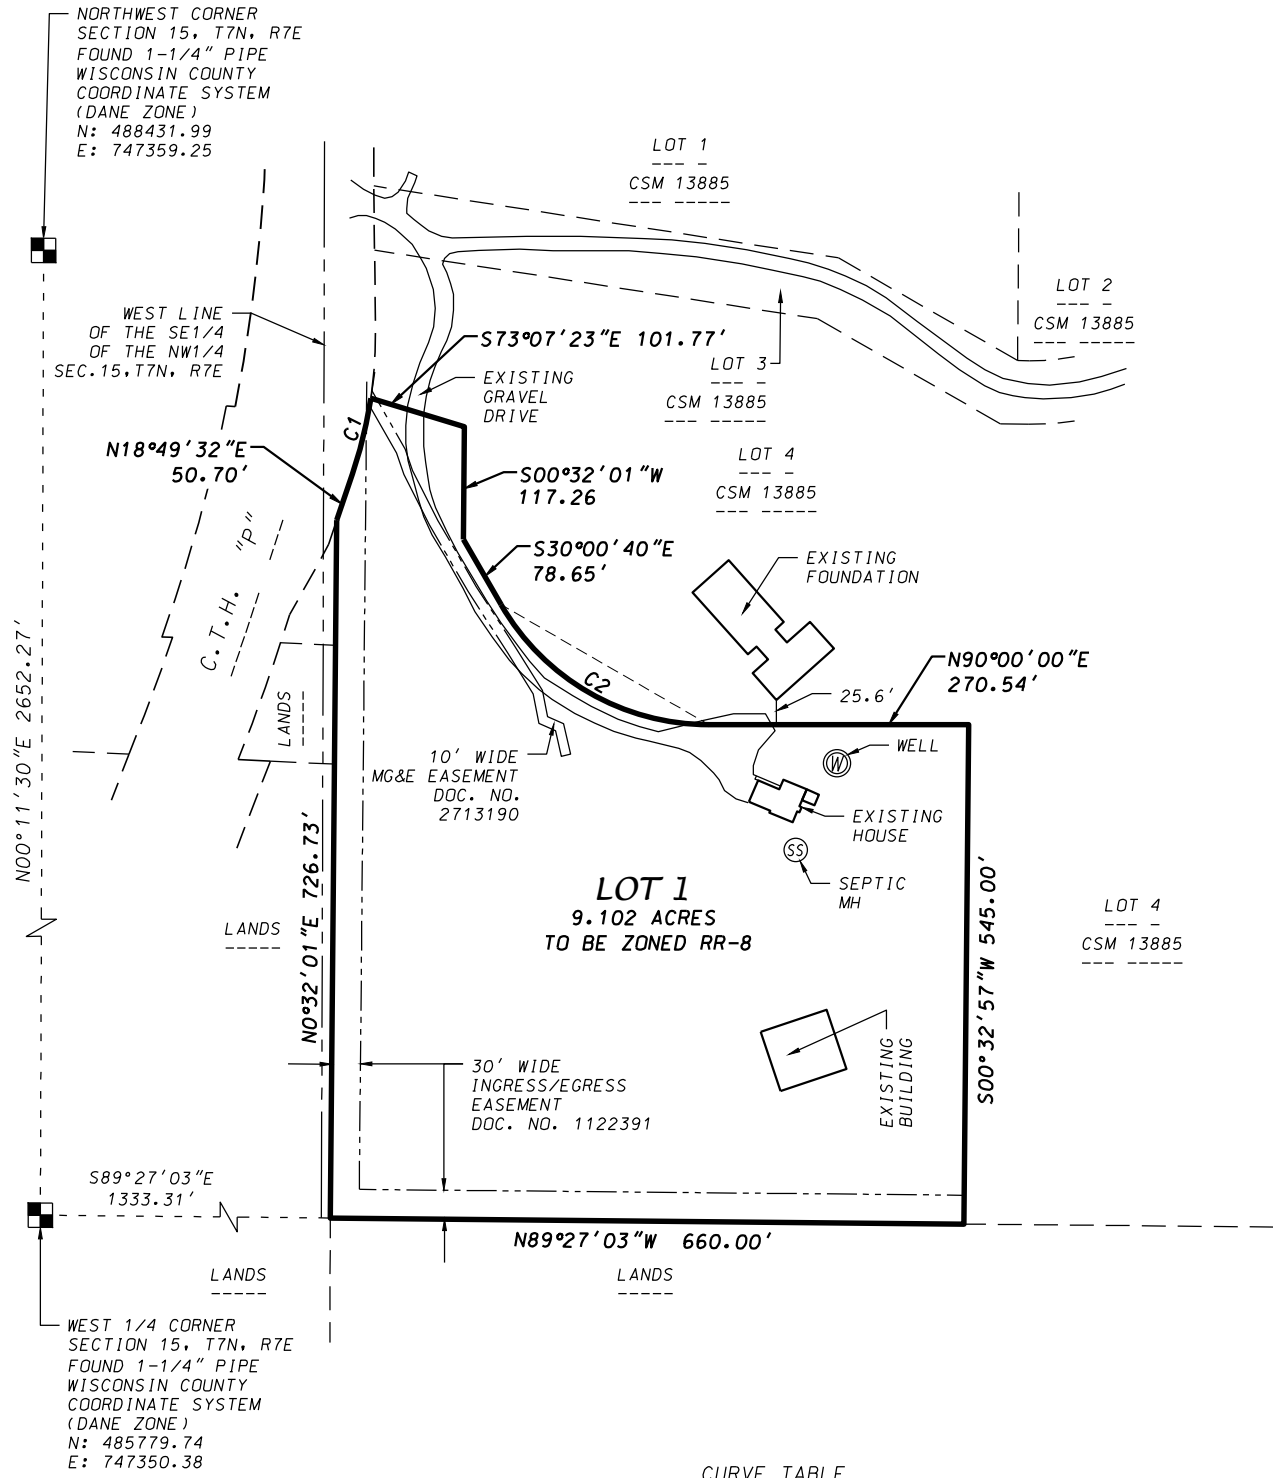 NORTHWEST CORNER
SECTION 15, T7N, R7E
FOUND 1-1/4" PIPE
WISCONSIN COUNTY
COORDINATE SYSTEM
(DANE ZONE)
N: 488431.99
E: 747359.25
LOT 1
CSM 13885
LOT 2
CSM 13885
WEST LINE
OF THE SE1/4
OF THE NW1/4
SEC.15,T7N, R7E
S73°07'23"E 101.77'
LOT 3
CSM 13885
EXISTING
GRAVEL
DRIVE
C1
N18°49'32"E
50.70'
LOT 4
CSM 13885
S00°32'01"W
117.26
S30°00'40"E
78.65'
C.T.H. "P"
EXISTING
FOUNDATION
N90°00'00"E
270.54'
C2
25.6'
LANDS
N00°11'30"E 2652.27'
10' WIDE
MG&E EASEMENT
DOC. NO.
2713190
WELL
W
EXISTING
HOUSE
SS
SEPTIC
MH
N0°32'01"E 726.73'
LOT 1
9.102 ACRES
TO BE ZONED RR-8
LANDS
LOT 4
CSM 13885
S00°32'57"W 545.00'
30' WIDE
INGRESS/EGRESS
EASEMENT
DOC. NO. 1122391
EXISTING
BUILDING
S89°27'03"E
1333.31'
N89°27'03"W 660.00'
LANDS
LANDS
WEST 1/4 CORNER
SECTION 15, T7N, R7E
FOUND 1-1/4" PIPE
WISCONSIN COUNTY
COORDINATE SYSTEM
(DANE ZONE)
N: 485779.74
E: 747350.38
CURVE TABLE